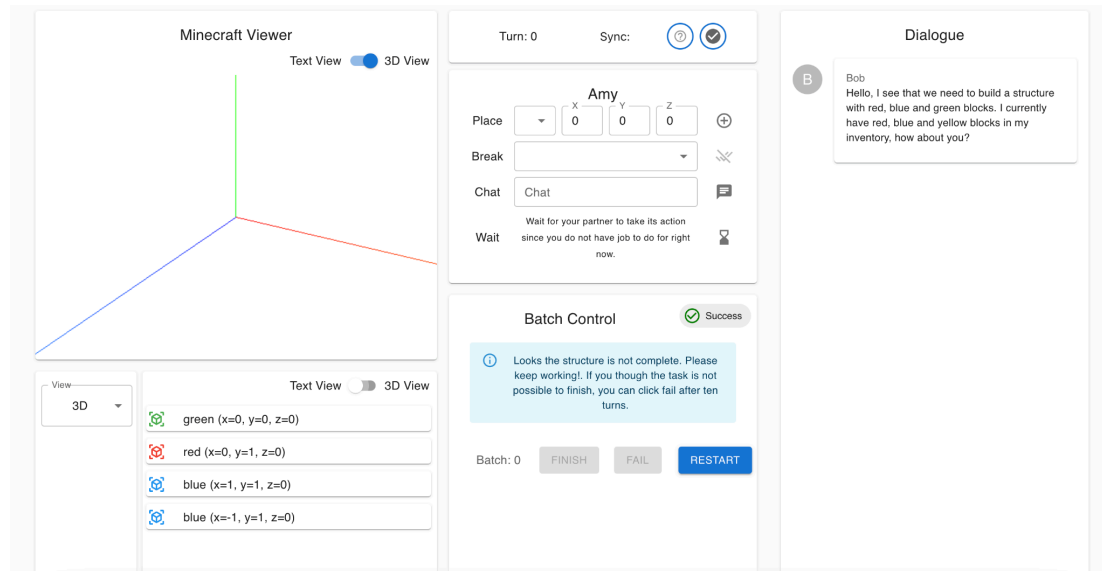 Minecraft Viewer
Text View 3D View
View
3D
Text View 3D View
green (x=0, y=0, z=0)
red (x=0, y=1, z=0)
blue (x=1, y=1, z=0)
blue (x=-1, y=1, z=0)
Turn: 0 Sync:
Amy
Place X 0 Y 0 Z 0
Break
Chat Chat
Wait
Wait for your partner to take its action
since you do not have job to do for right
now.
Batch Control Success
Looks the structure is not complete. Please
keep working!. If you though the task is not
possible to finish, you can click fail after ten
turns.
Batch: 0 FINISH FAIL RESTART
Dialogue
B
Bob
Hello, I see that we need to build a structure
with red, blue and green blocks. I currently
have red, blue and yellow blocks in my
inventory, how about you?